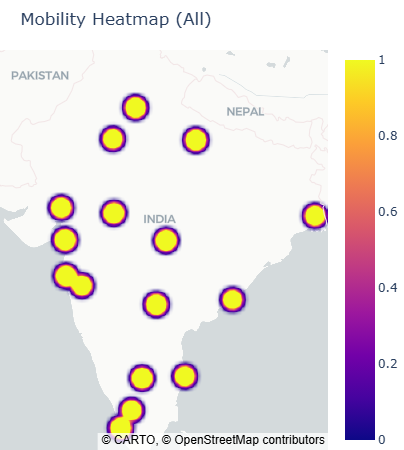 Mobility Heatmap (All)
PAKISTAN
NEPAL
INDIA
1
0.8
0.6
0.4
0.2
0
© CARTO, © OpenStreetMap contributors